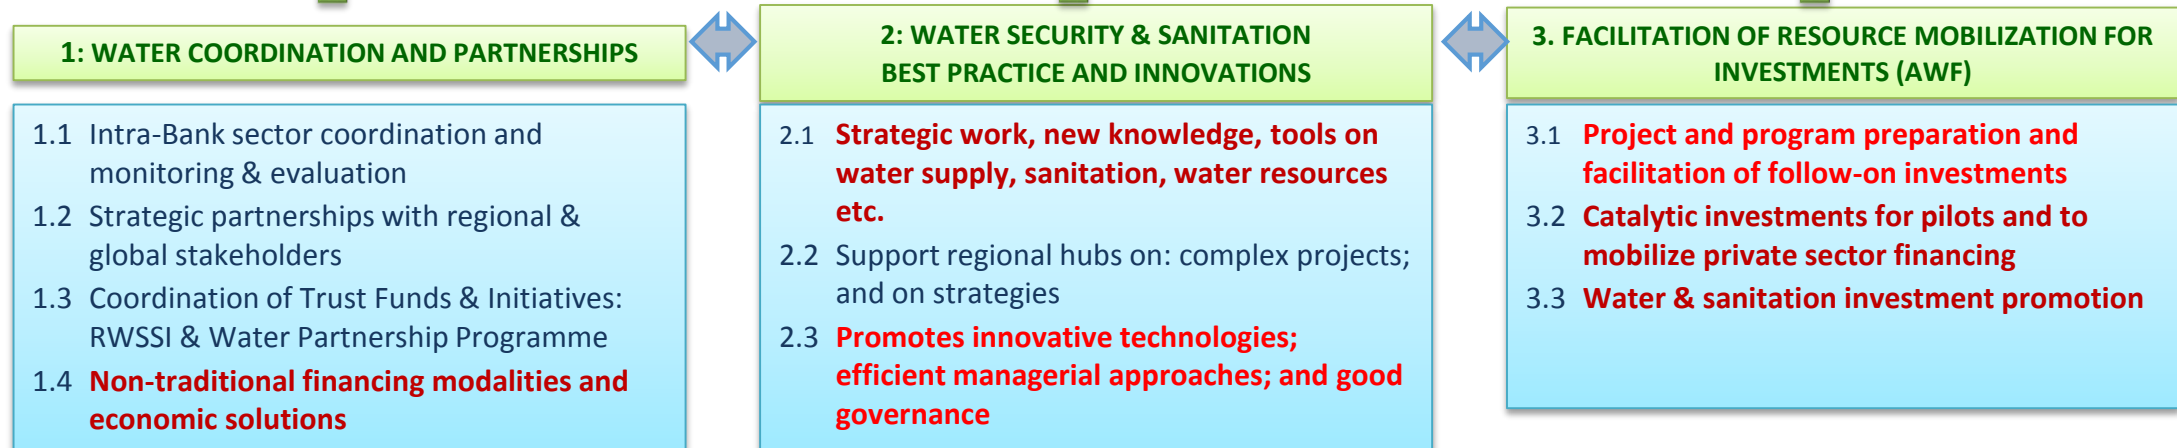 1: WATER COORDINATION AND PARTNERSHIPS
1.1 Intra-Bank sector coordination and
monitoring & evaluation
1.2 Strategic partnerships with regional &
global stakeholders
1.3 Coordination of Trust Funds & Initiatives:
RWSSI & Water Partnership Programme
1.4 Non-traditional financing modalities and
economic solutions
2: WATER SECURITY & SANITATION
BEST PRACTICE AND INNOVATIONS
2.1 Strategic work, new knowledge, tools on
water supply, sanitation, water resources
etc.
2.2 Support regional hubs on: complex projects;
and on strategies
2.3 Promotes innovative technologies;
efficient managerial approaches; and good
governance
3. FACILITATION OF RESOURCE MOBILIZATION FOR
INVESTMENTS (AWF)
3.1 Project and program preparation and
facilitation of follow-on investments
3.2 Catalytic investments for pilots and to
mobilize private sector financing
3.3 Water & sanitation investment promotion